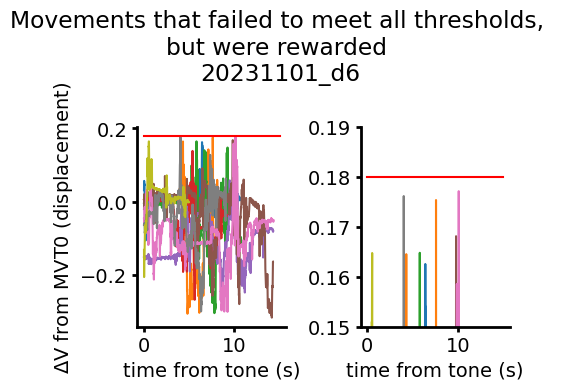 Movements that failed to meet all thresholds,
but were rewarded
20231101_d6
ΔV from MVT0 (displacement)
0.2
0.0
−0.2
0
10
time from tone (s)
0.19
0.18
0.17
0.16
0.15
0
10
time from tone (s)